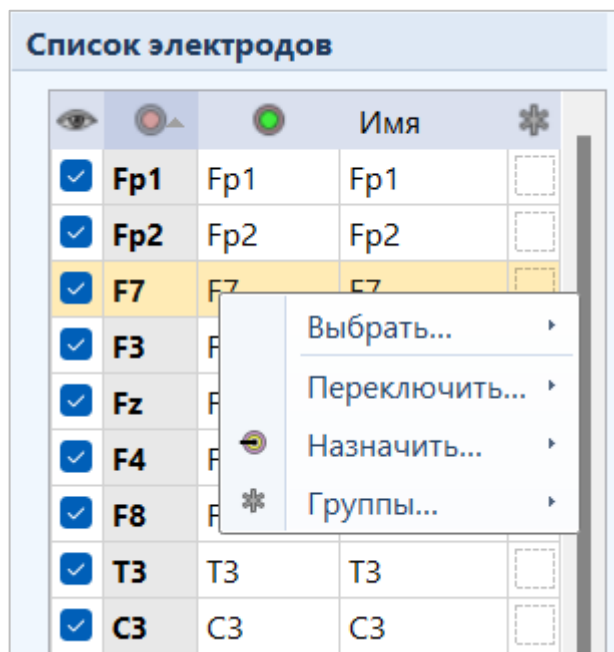 Список электродов
Имя
Fp1 Fp1 Fp1
Fp2 Fp2 Fp2
F7 F7 F7
Выбрать...
F3 F
Переключить...
Fz F
Назначить...
F4 F
Группы...
F8 F
T3 T3 T3
C3 C3 C3